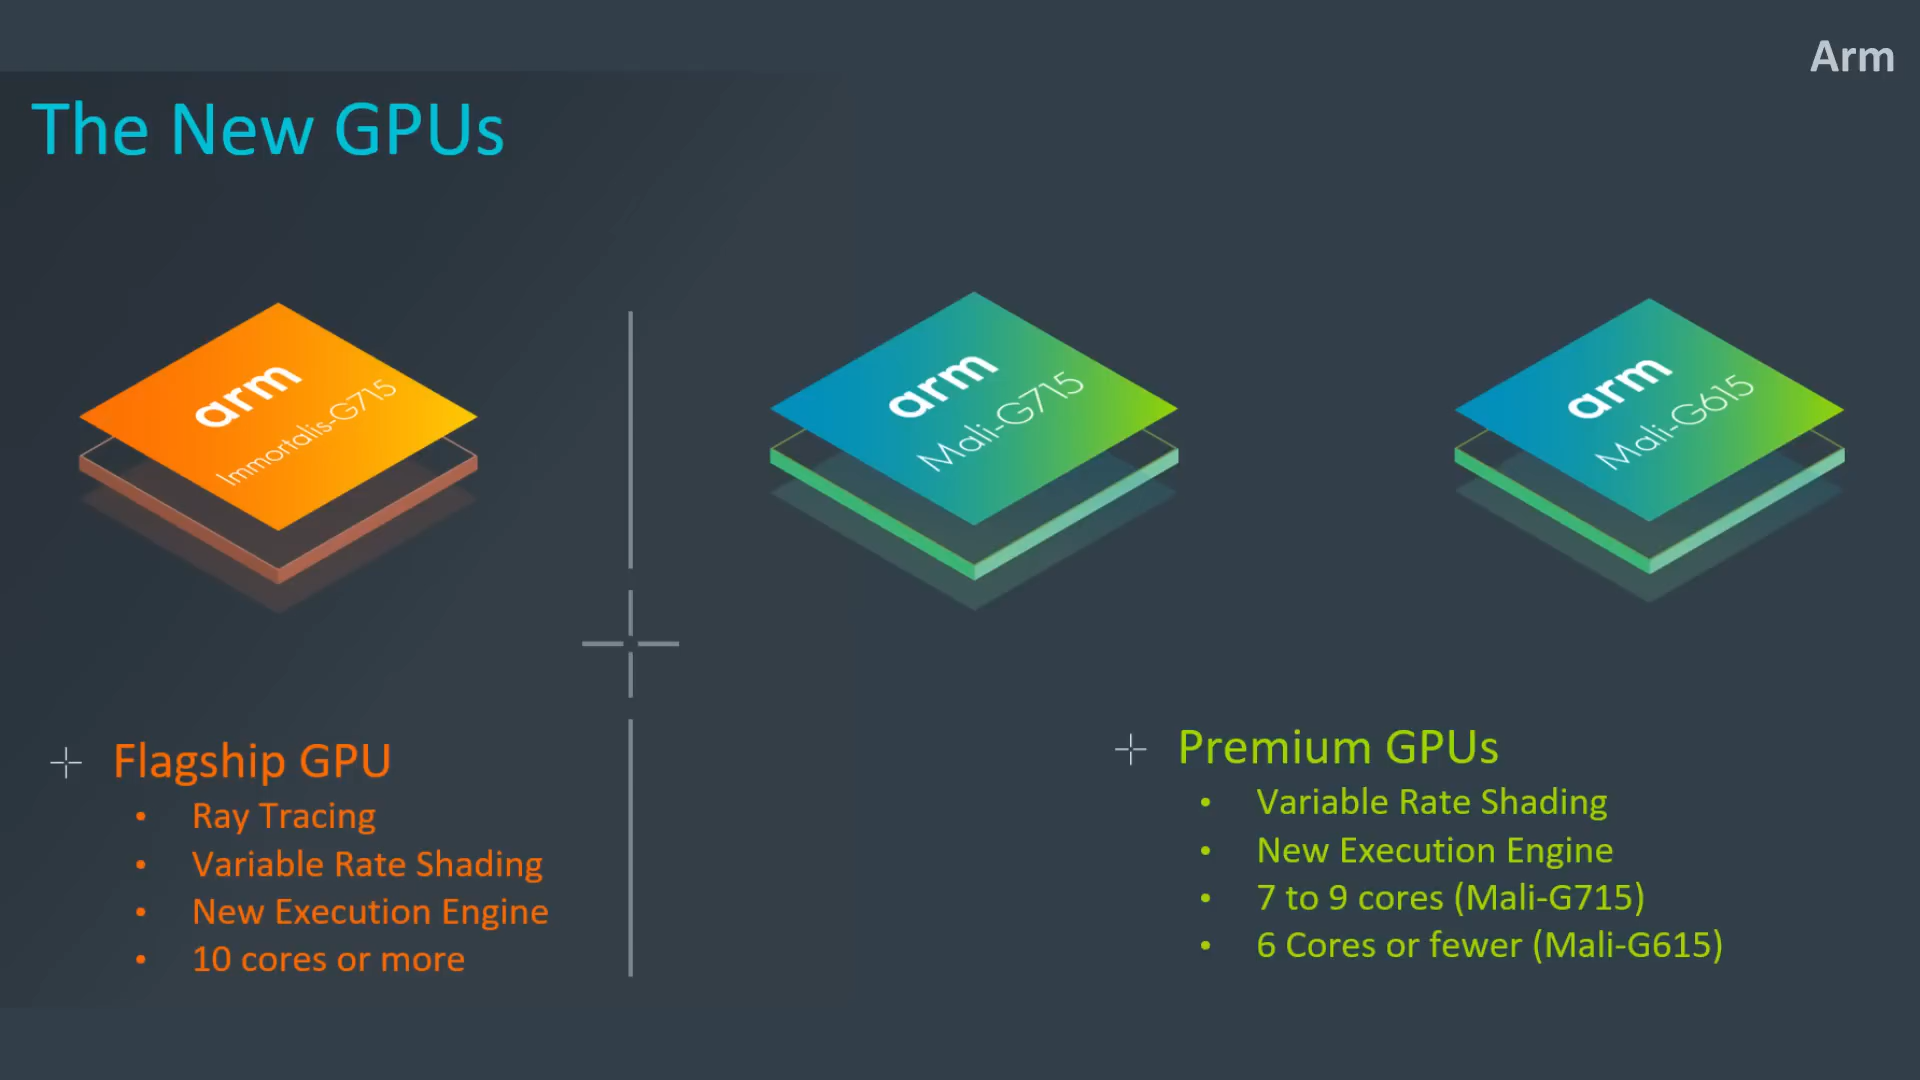 Arm
The New GPUs
arm
Immortalis-G715
arm
Mali-G715
arm
Mali-G615
Flagship GPU
• Ray Tracing
• Variable Rate Shading
• New Execution Engine
• 10 cores or more
Premium GPUs
• Variable Rate Shading
• New Execution Engine
• 7 to 9 cores (Mali-G715)
• 6 Cores or fewer (Mali-G615)